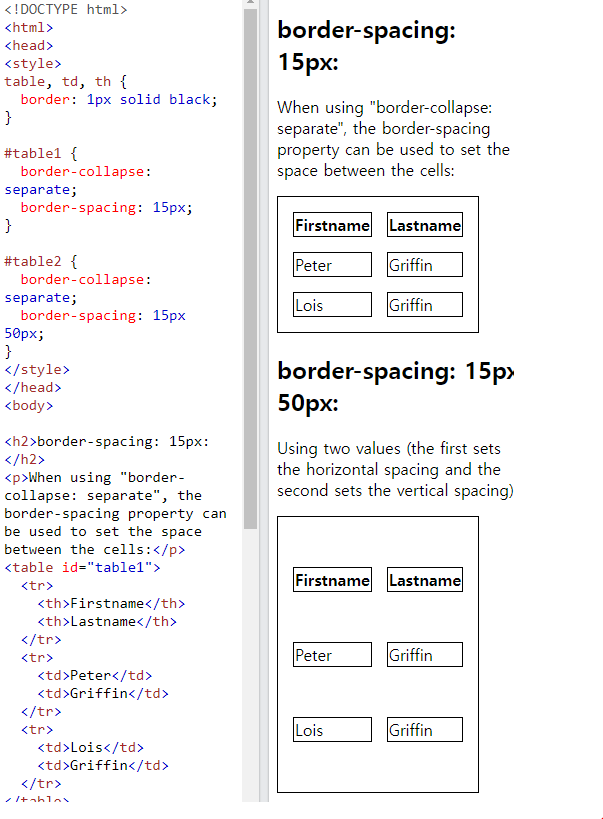 <!DOCTYPE html>
<html>
<head>
<style>
table, td, th {
  border: 1px solid black;
}

#table1 {
  border-collapse:
separate;
  border-spacing: 15px;
}

#table2 {
  border-collapse:
separate;
  border-spacing: 15px
50px;
}
</style>
</head>
<body>

<h2>border-spacing: 15px:
</h2>
<p>When using "border-
collapse: separate", the
border-spacing property can
be used to set the space
between the cells:</p>
<table id="table1">
  <tr>
    <th>Firstname</th>
    <th>Lastname</th>
  </tr>
  <tr>
    <td>Peter</td>
    <td>Griffin</td>
  </tr>
  <tr>
    <td>Lois</td>
    <td>Griffin</td>
  </tr>
</table>
border-spacing:
15px:
When using "border-collapse:
separate", the border-spacing
property can be used to set the
space between the cells:
Firstname Lastname
Peter Griffin
Lois Griffin
border-spacing: 15px
50px:
Using two values (the first sets
the horizontal spacing and the
second sets the vertical spacing)
Firstname Lastname
Peter Griffin
Lois Griffin